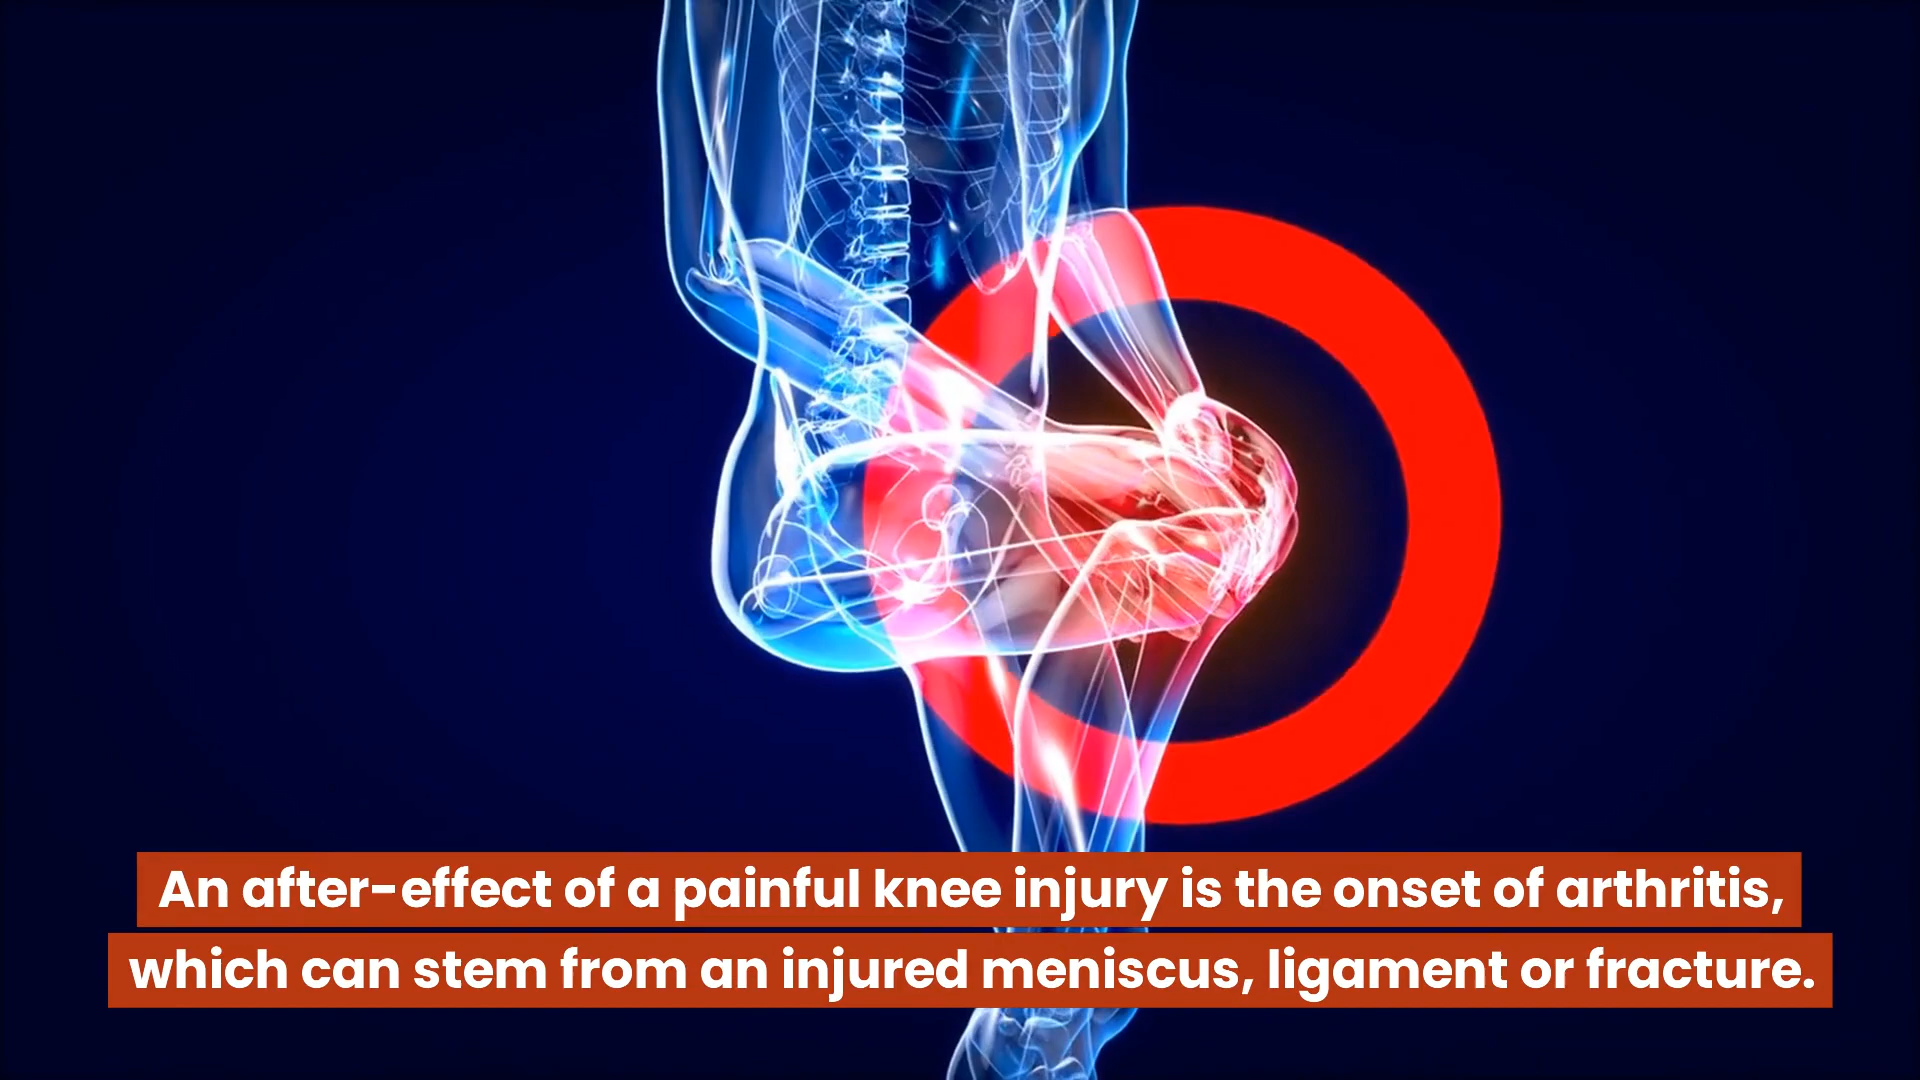 An after-effect of a painful knee injury is the onset of arthritis,
which can stem from an injured meniscus, ligament or fracture.